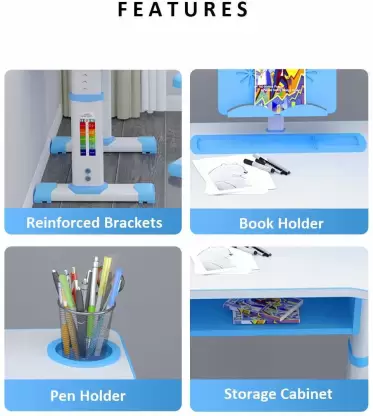 FEATURES
Reinforced Brackets
Book Holder
Pen Holder
Storage Cabinet